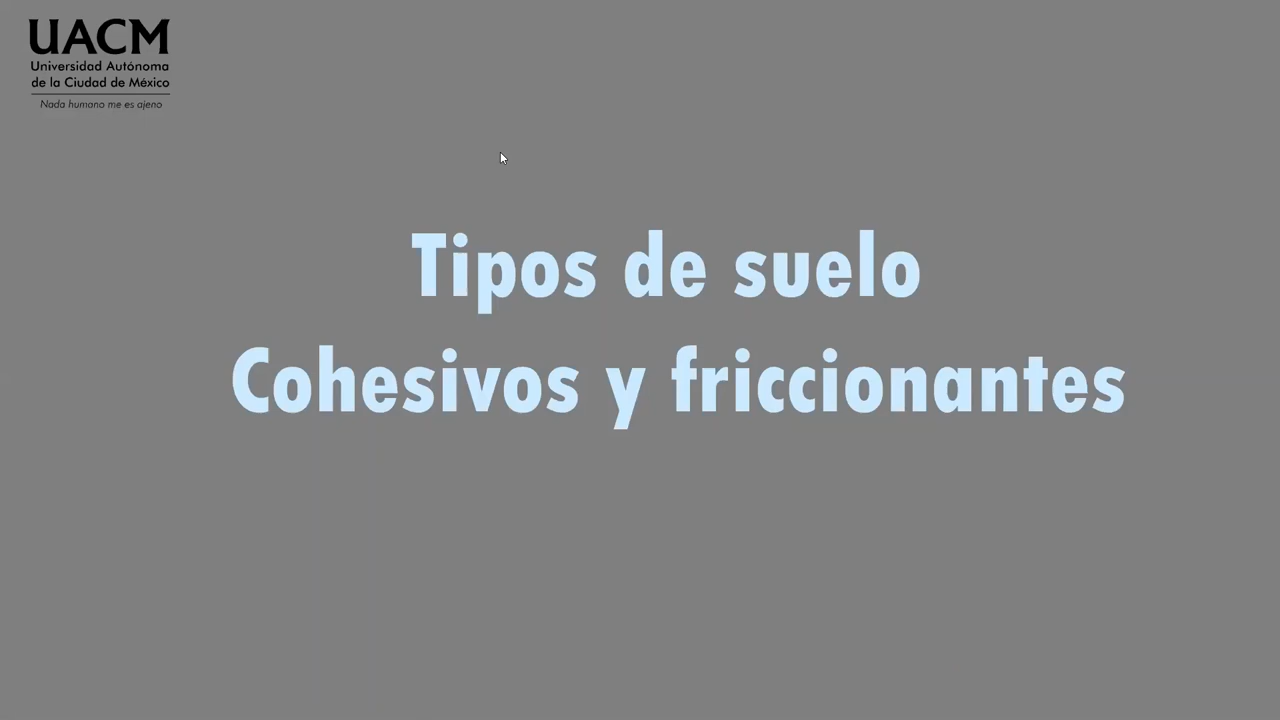 UACM
Universidad Autónoma
de la Ciudad de México
Nada humano me es ajeno
Tipos de suelo
Cohesivos y friccionantes